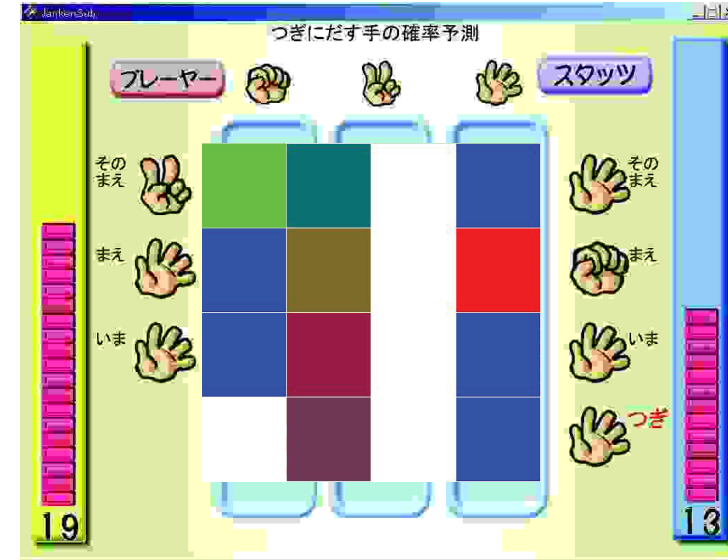 JankenSub
つぎにだす手の確率予測
プレーヤー
スタッツ
その
まえ
その
まえ
まえ
まえ
いま
いま
つぎ
19
13